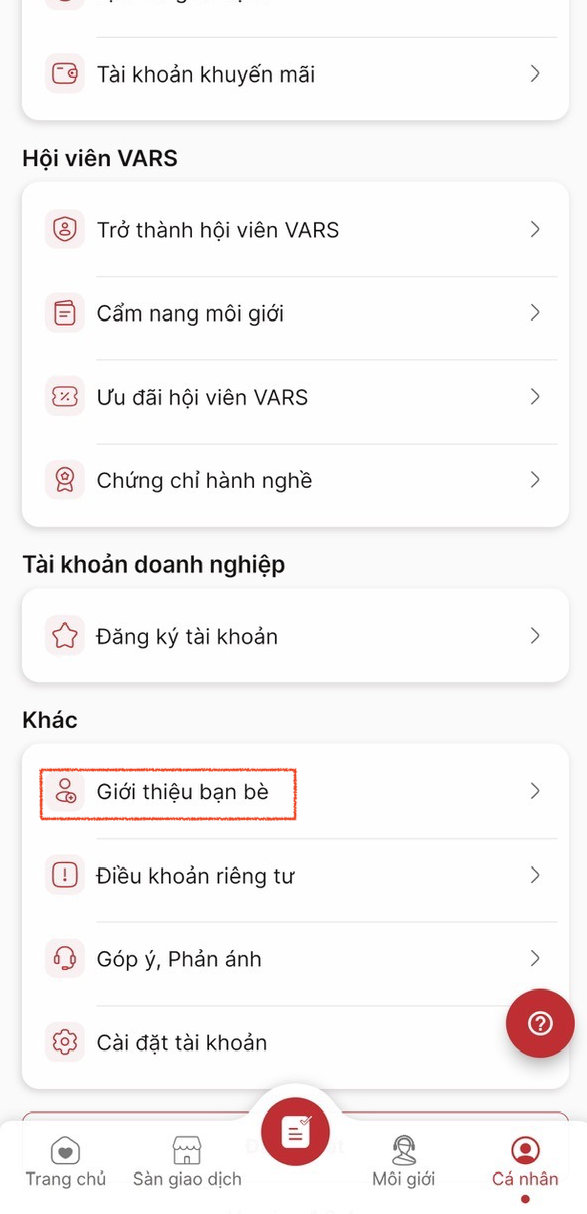 Tài khoản khuyến mãi
Hội viên VARS
Trở thành hội viên VARS
Cẩm nang môi giới
Ưu đãi hội viên VARS
Chứng chỉ hành nghề
Tài khoản doanh nghiệp
Đăng ký tài khoản
Khác
Giới thiệu bạn bè
Điều khoản riêng tư
Góp ý, Phản ánh
Cài đặt tài khoản
Trang chủ Sàn giao dịch Môi giới Cá nhân